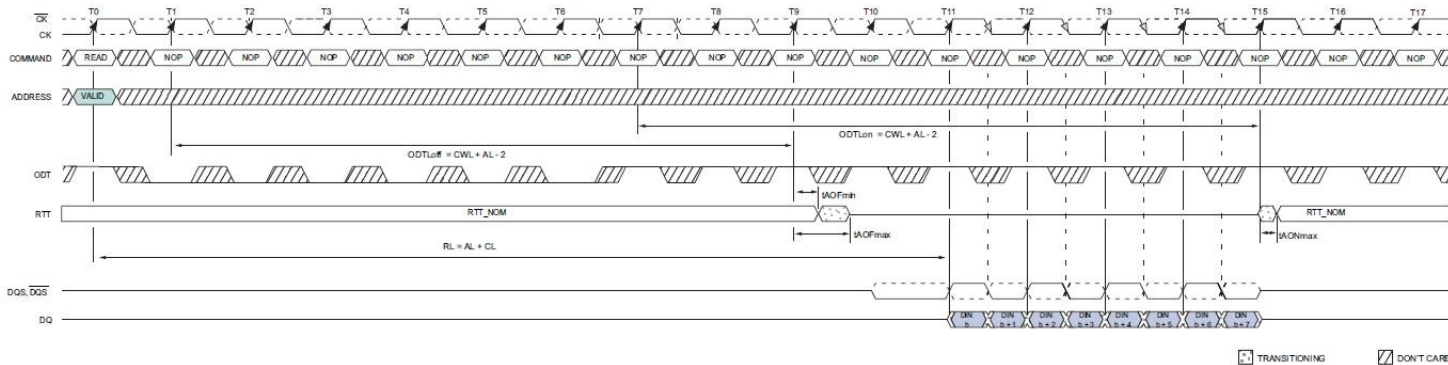 T0 T1 T2 T3 T4 T5 T6 T7 T8 T9 T10 T11 T12 T13 T14 T15 T16 T17
CK
CK
COMMAND READ NOP NOP NOP NOP NOP NOP NOP NOP NOP NOP NOP NOP NOP NOP NOP NOP NOP
ADDRESS VALID
ODTLon = CWL + AL - 2
ODTLoff = CWL + AL - 2
ODT
tAOFmin
RTT RTT_NOM RTT_NOM
tAOFmax tAONmax
RL = AL + CL
DQS, DQS
DQ DIN b DIN b + 1 DIN b + 2 DIN b + 3 DIN b + 4 DIN b + 5 DIN b + 6 DIN b + 7
TRANSITIONING DON'T CARE